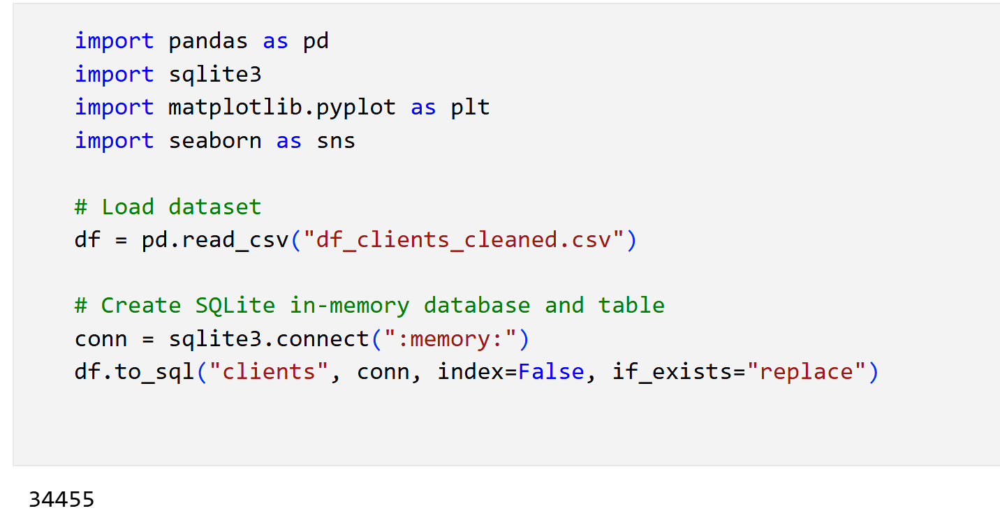 import pandas as pd
import sqlite3
import matplotlib.pyplot as plt
import seaborn as sns
# Load dataset
df = pd.read_csv("df_clients_cleaned.csv")
# Create SQLite in-memory database and table
conn = sqlite3.connect(":memory:")
df.to_sql("clients", conn, index=False, if_exists="replace")
34455